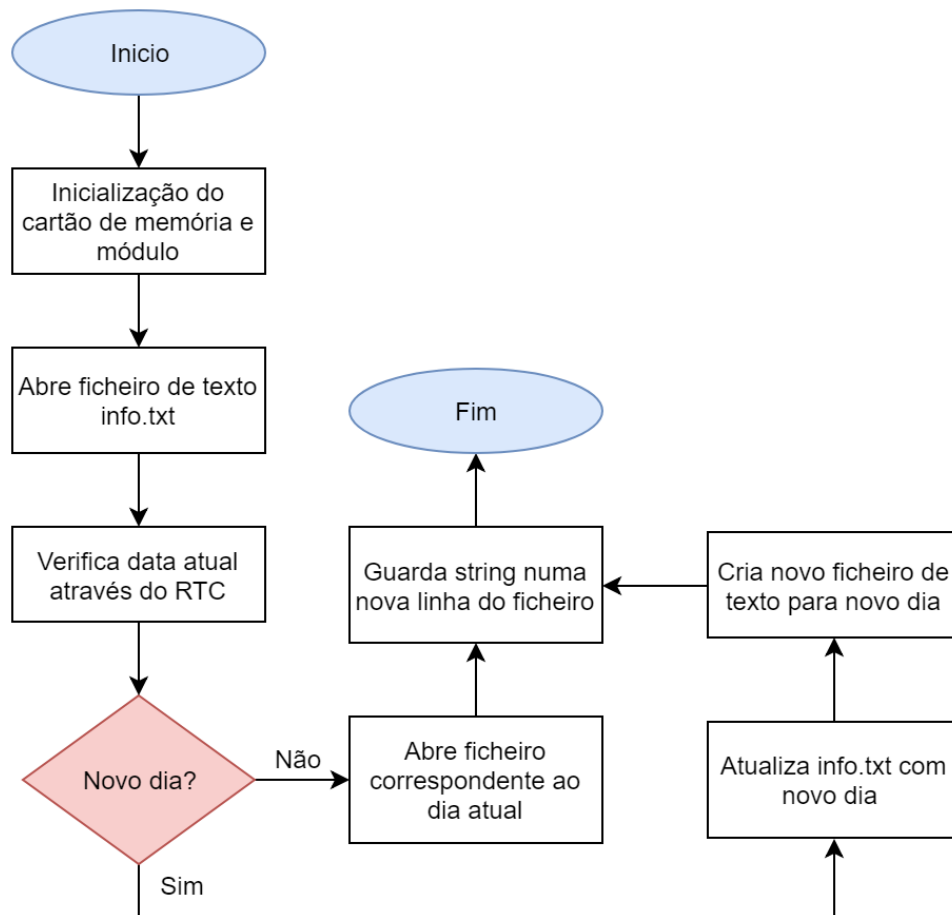 Inicio
Inicialização do
cartão de memória e
módulo
Abre ficheiro de texto
info.txt
Verifica data atual
através do RTC
Novo dia?
Não
Sim
Abre ficheiro
correspondente ao
dia atual
Guarda string numa
nova linha do ficheiro
Fim
Atualiza info.txt com
novo dia
Cria novo ficheiro de
texto para novo dia